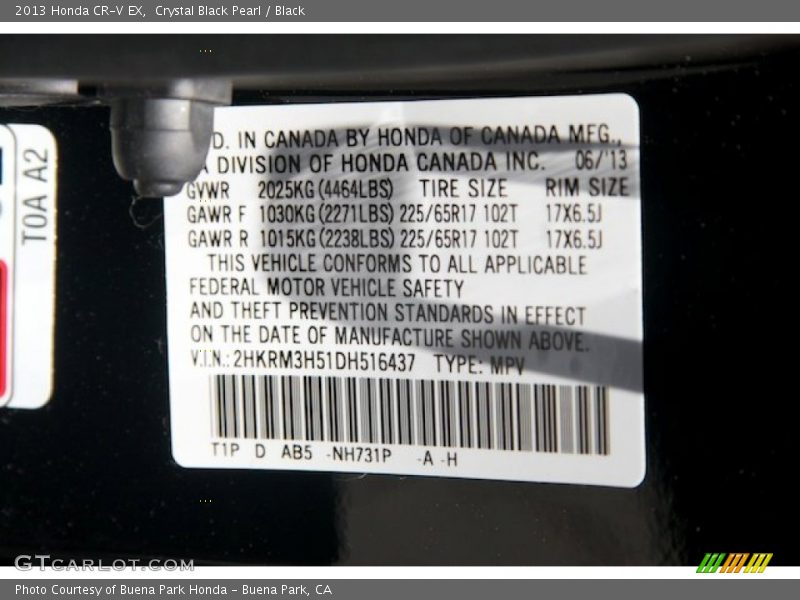 2013 Honda CR-V EX,  Crystal Black Pearl / Black
D. IN CANADA BY HONDA OF CANADA MFG.,
A DIVISION OF HONDA CANADA INC. 06/'13
GVWR 2025KG (4464LBS) TIRE SIZE RIM SIZE
GAWR F 1030KG (2271LBS) 225/65R17 102T 17X6.5J
GAWR R 1015KG (2238LBS) 225/65R17 102T 17X6.5J
THIS VEHICLE CONFORMS TO ALL APPLICABLE
FEDERAL MOTOR VEHICLE SAFETY
AND THEFT PREVENTION STANDARDS IN EFFECT
ON THE DATE OF MANUFACTURE SHOWN ABOVE.
V.I.N.: 2HKRM3H51DH516437 TYPE: MPV
T1P D AB5 -NH731P -A -H
T0A A2
GTcarlot.com
Photo Courtesy of Buena Park Honda - Buena Park, CA